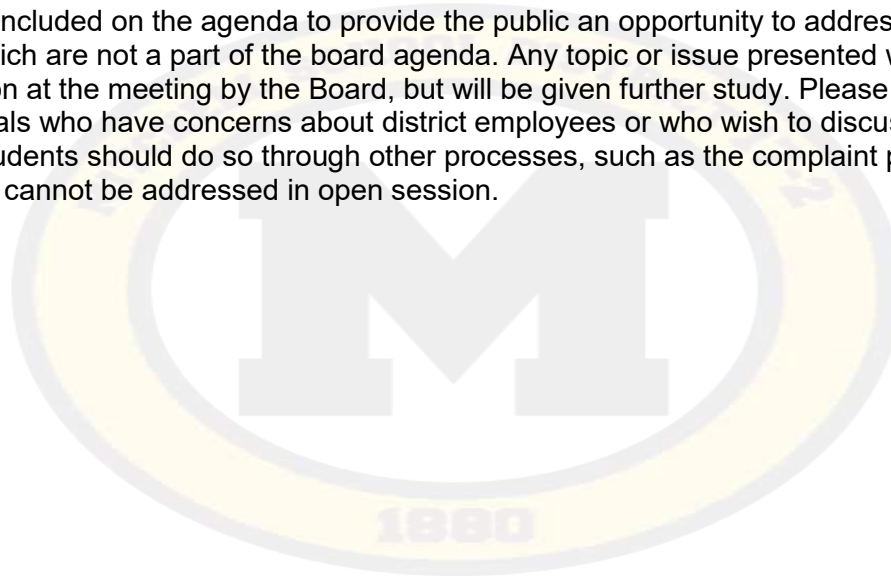 ncluded on the agenda to provide the public an opportunity to addres
ich are not a part of the board agenda. Any topic or issue presented w
on at the meeting by the Board, but will be given further study. Please
als who have concerns about district employees or who wish to discus
udents should do so through other processes, such as the complaint p
cannot be addressed in open session.
M
1880